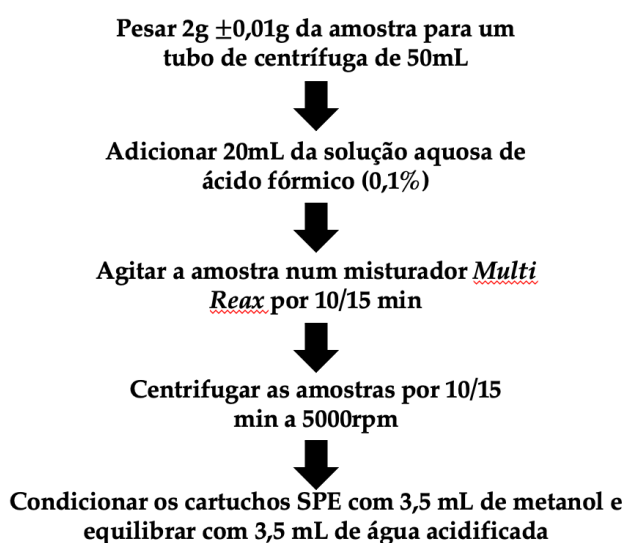 Pesar 2g ±0,01g da amostra para um
tubo de centrífuga de 50mL
Adicionar 20mL da solução aquosa de
ácido fórmico (0,1%)
Agitar a amostra num misturador Multi
Reax por 10/15 min
Centrifugar as amostras por 10/15
min a 5000rpm
Condicionar os cartuchos SPE com 3,5 mL de metanol e
equilibrar com 3,5 mL de água acidificada